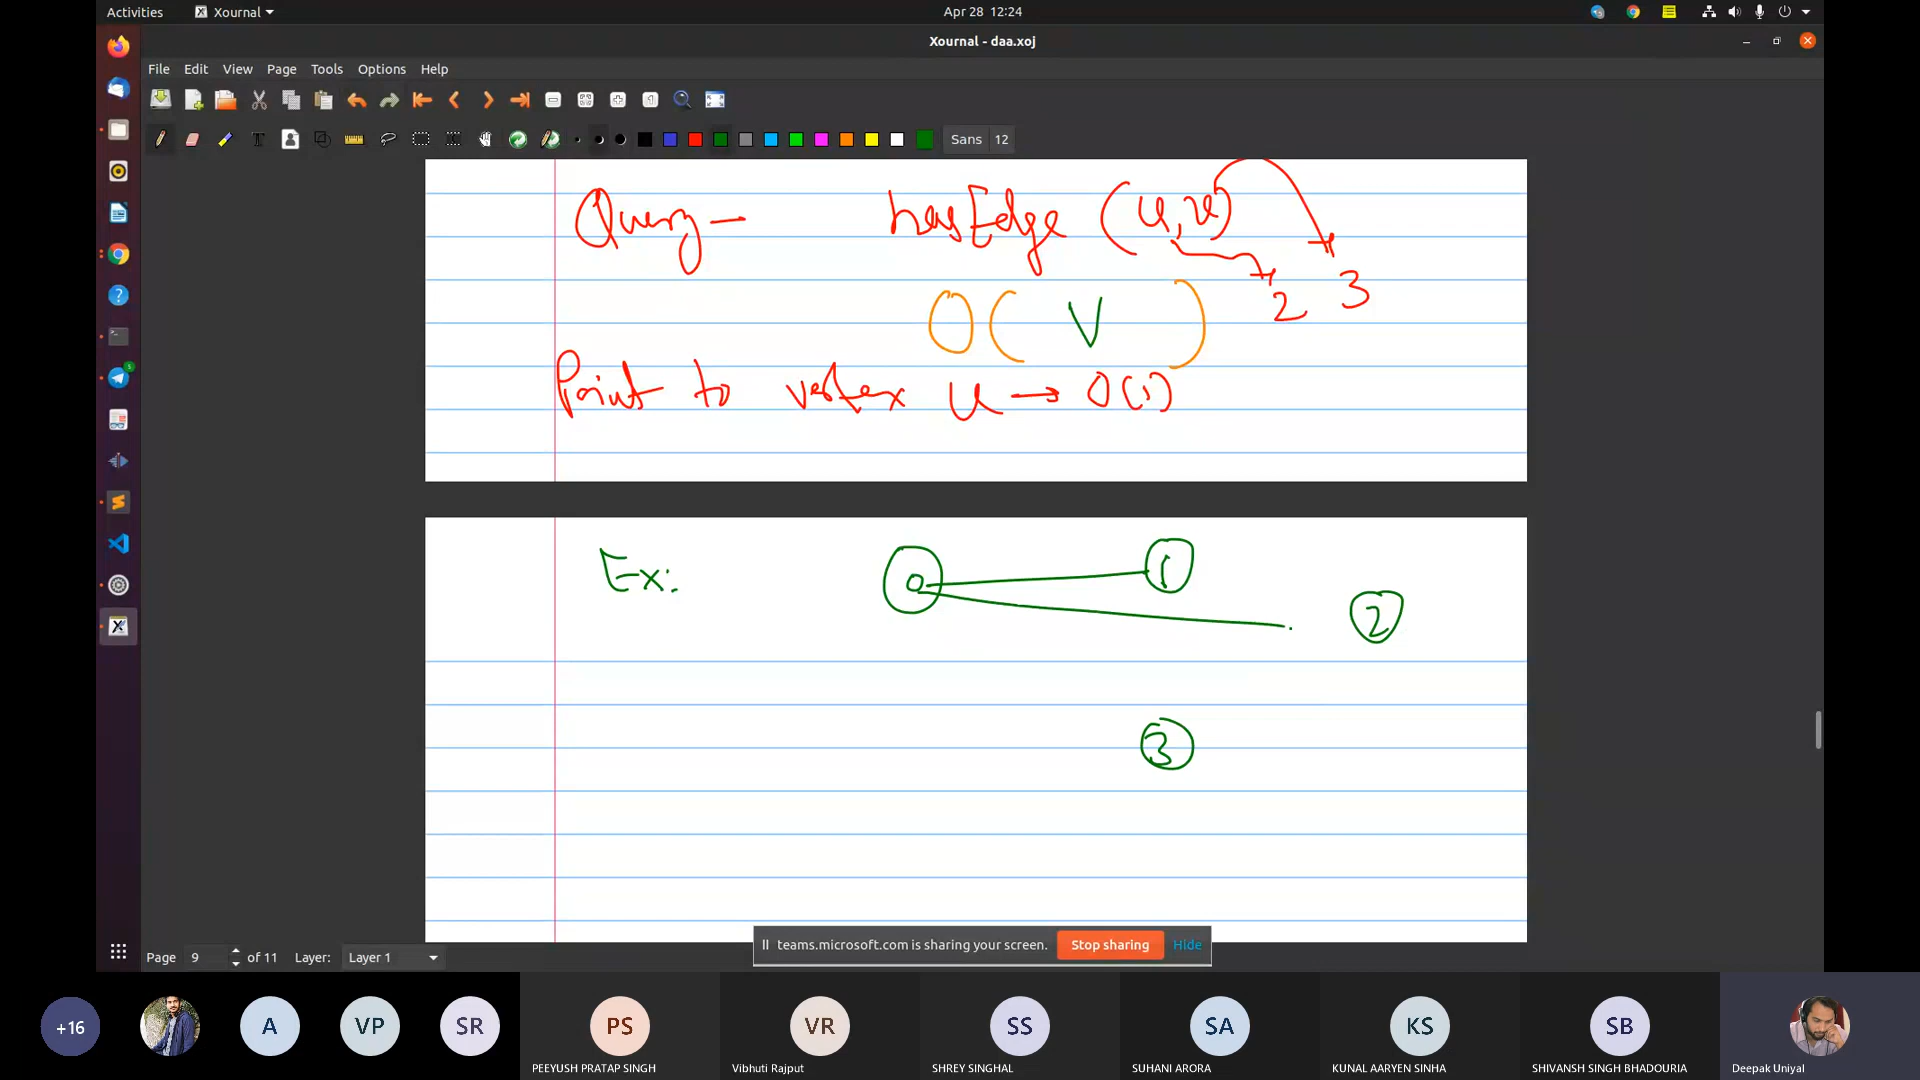 Activities Xournal Apr 28 12:24
Xournal - daa.xoj
File Edit View Page Tools Options Help
Sans 12
Query - hasEdge (u,v)
2 3
O( V )
Point to vertex u → O(1)
Ex: 0 1
2
3
teams.microsoft.com is sharing your screen. Stop sharing Hide
Page 9 of 11 Layer: Layer 1
+16 A VP SR PS VR SS SA KS SB
PEEYUSH PRATAP SINGH Vibhuti Rajput SHREY SINGHAL SUHANI ARORA KUNAL AARYEN SINHA SHIVANSH SINGH BHADOURIA Deepak Uniyal